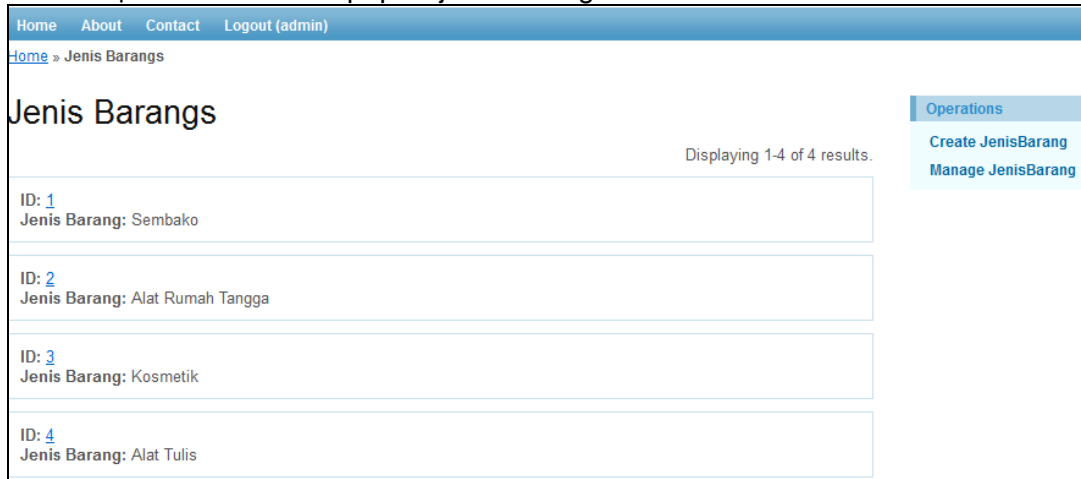 Home About Contact Logout (admin)
Home » Jenis Barangs
Jenis Barangs
Displaying 1-4 of 4 results.
ID: 1
Jenis Barang: Sembako
ID: 2
Jenis Barang: Alat Rumah Tangga
ID: 3
Jenis Barang: Kosmetik
ID: 4
Jenis Barang: Alat Tulis
Operations
Create JenisBarang
Manage JenisBarang